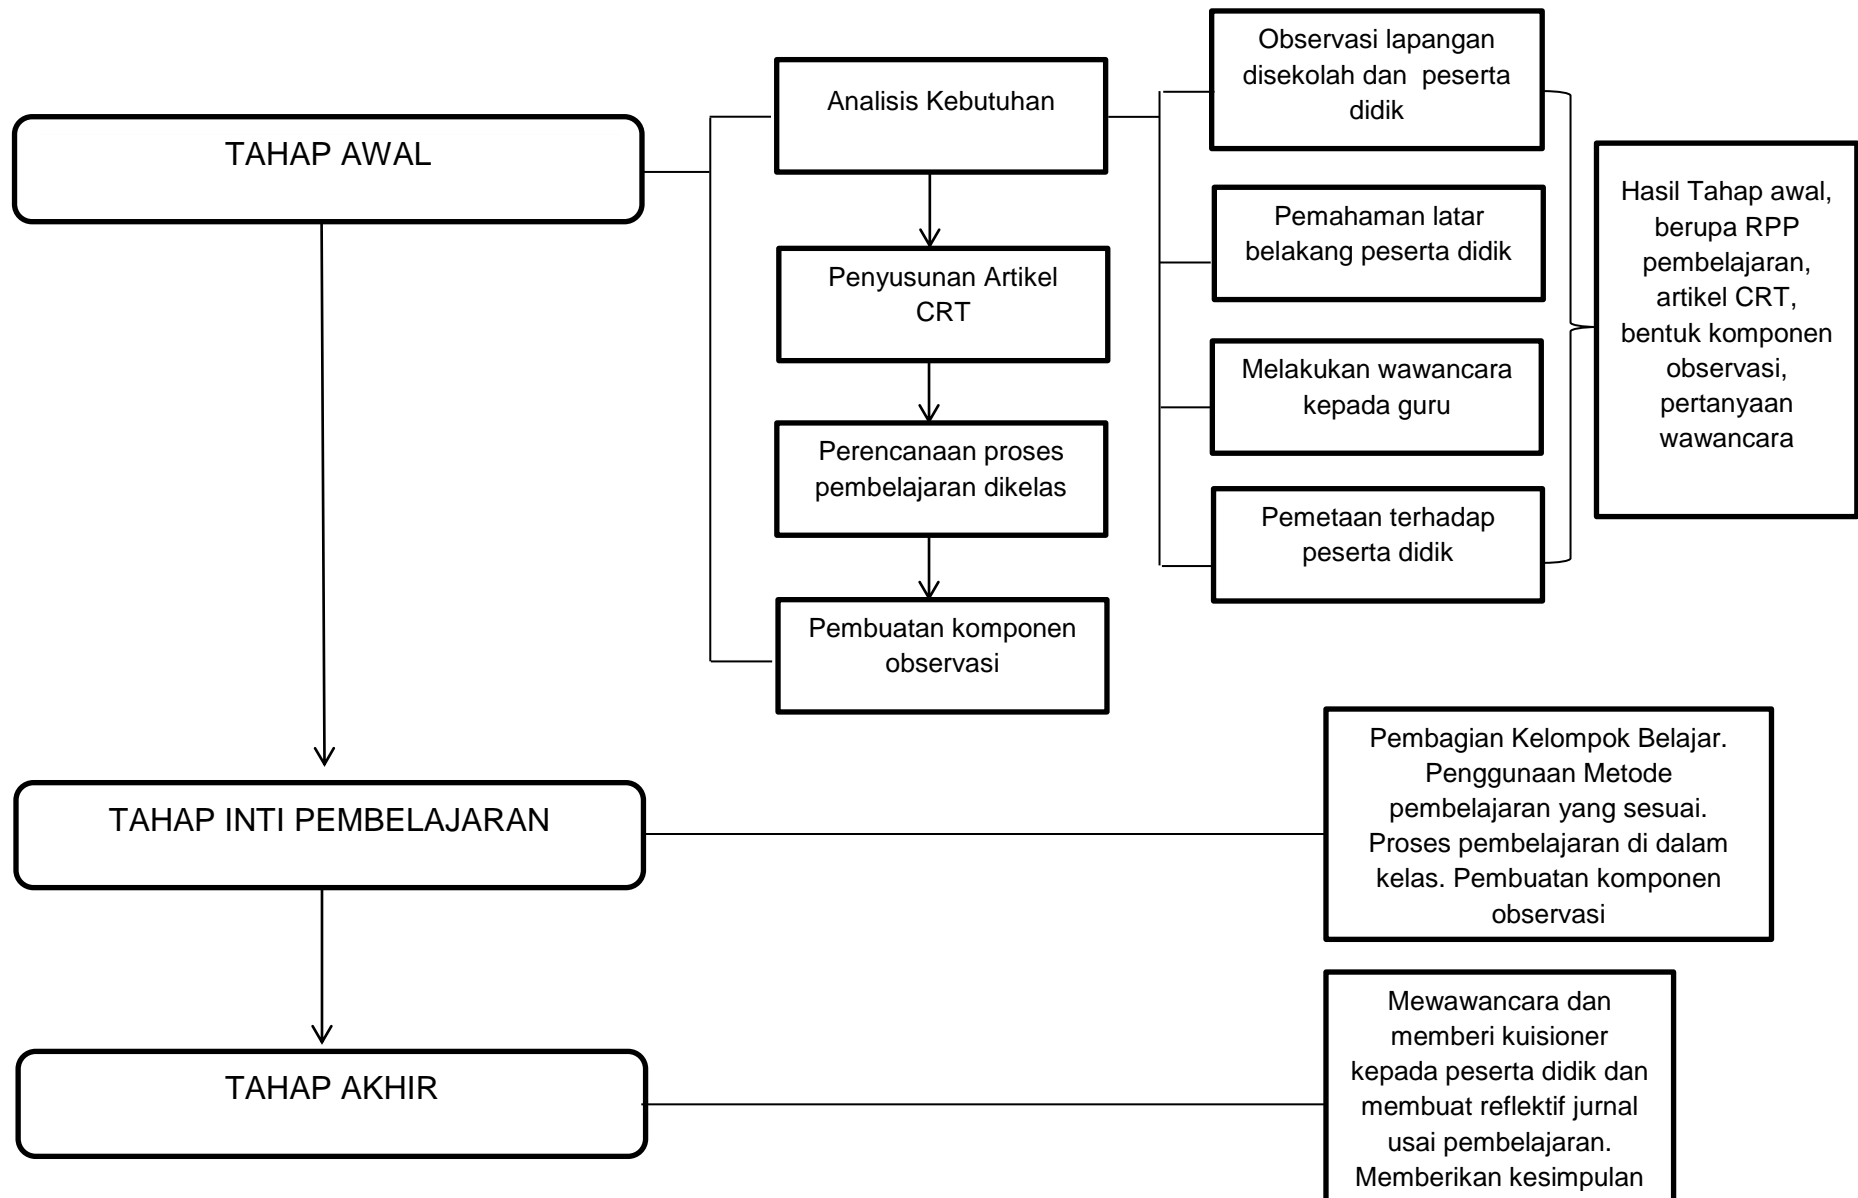 TAHAP AWAL
Analisis Kebutuhan
Penyusunan Artikel
CRT
Perencanaan proses
pembelajaran dikelas
Pembuatan komponen
observasi
Observasi lapangan
disekolah dan peserta
didik
Pemahaman latar
belakang peserta didik
Melakukan wawancara
kepada guru
Pemetaan terhadap
peserta didik
Hasil Tahap awal,
berupa RPP
pembelajaran,
artikel CRT,
bentuk komponen
observasi,
pertanyaan
wawancara
TAHAP INTI PEMBELAJARAN
Pembagian Kelompok Belajar.
Penggunaan Metode
pembelajaran yang sesuai.
Proses pembelajaran di dalam
kelas. Pembuatan komponen
observasi
TAHAP AKHIR
Mewawancara dan
memberi kuisioner
kepada peserta didik dan
membuat reflektif jurnal
usai pembelajaran.
Memberikan kesimpulan